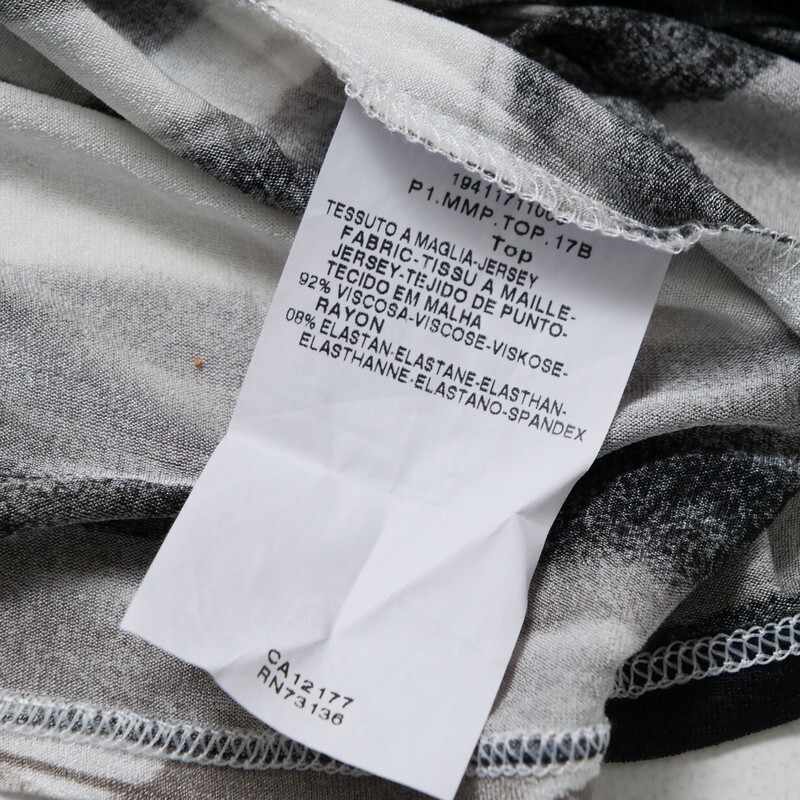 P1.MMP.TOP.17B
Top
TESSUTO A MAGLIA-JERSEY
FABRIC-TISSU A MAILLE-
JERSEY-TEJIDO DE PUNTO-
TECIDO EM MALHA
92% VISCOSA-VISCOSE-VISKOSE-
RAYON
08% ELASTAN-ELASTANE-ELASTHAN-
ELASTHANNE-ELASTANO-SPANDEX
CA12177
RN73136